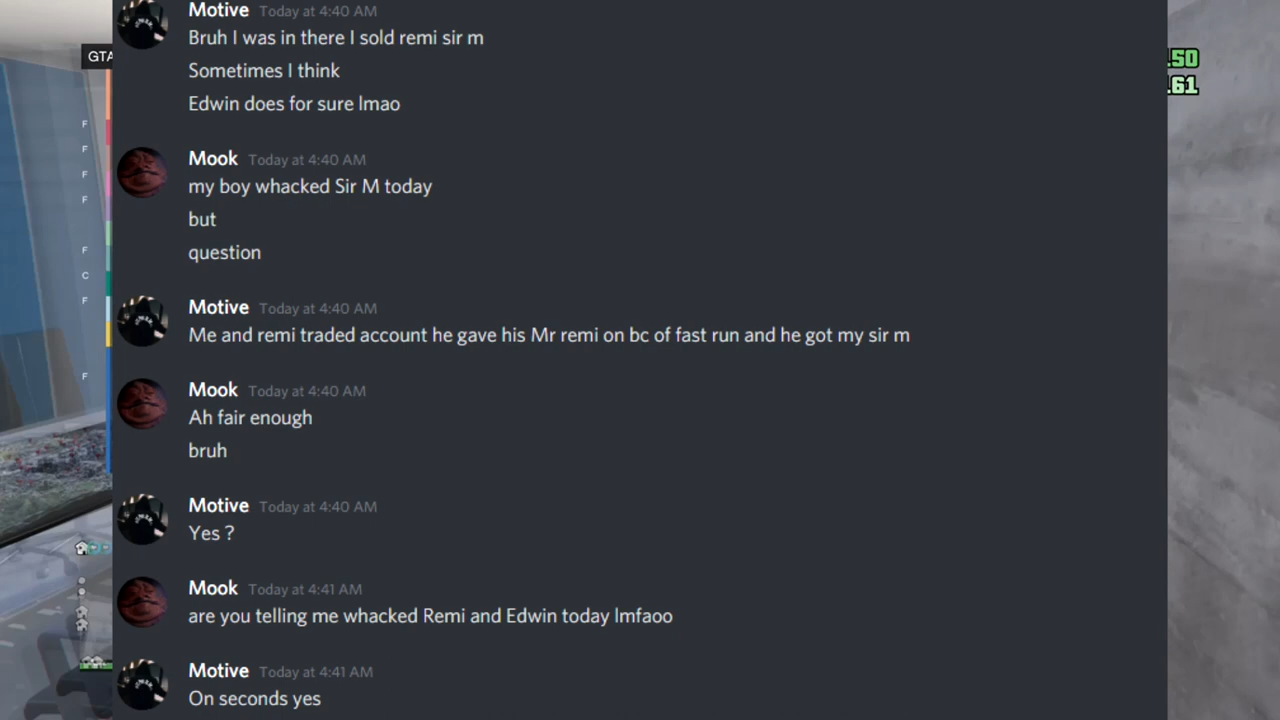 Motive Today at 4:40 AM
Bruh I was in there I sold remi sir m
Sometimes I think
Edwin does for sure lmao
Mook Today at 4:40 AM
my boy whacked Sir M today
but
question
Motive Today at 4:40 AM
Me and remi traded account he gave his Mr remi on bc of fast run and he got my sir m
Mook Today at 4:40 AM
Ah fair enough
bruh
Motive Today at 4:40 AM
Yes ?
Mook Today at 4:41 AM
are you telling me whacked Remi and Edwin today lmfaoo
Motive Today at 4:41 AM
On seconds yes
GTA
F
F
F
F
F
C
F
F
50
61